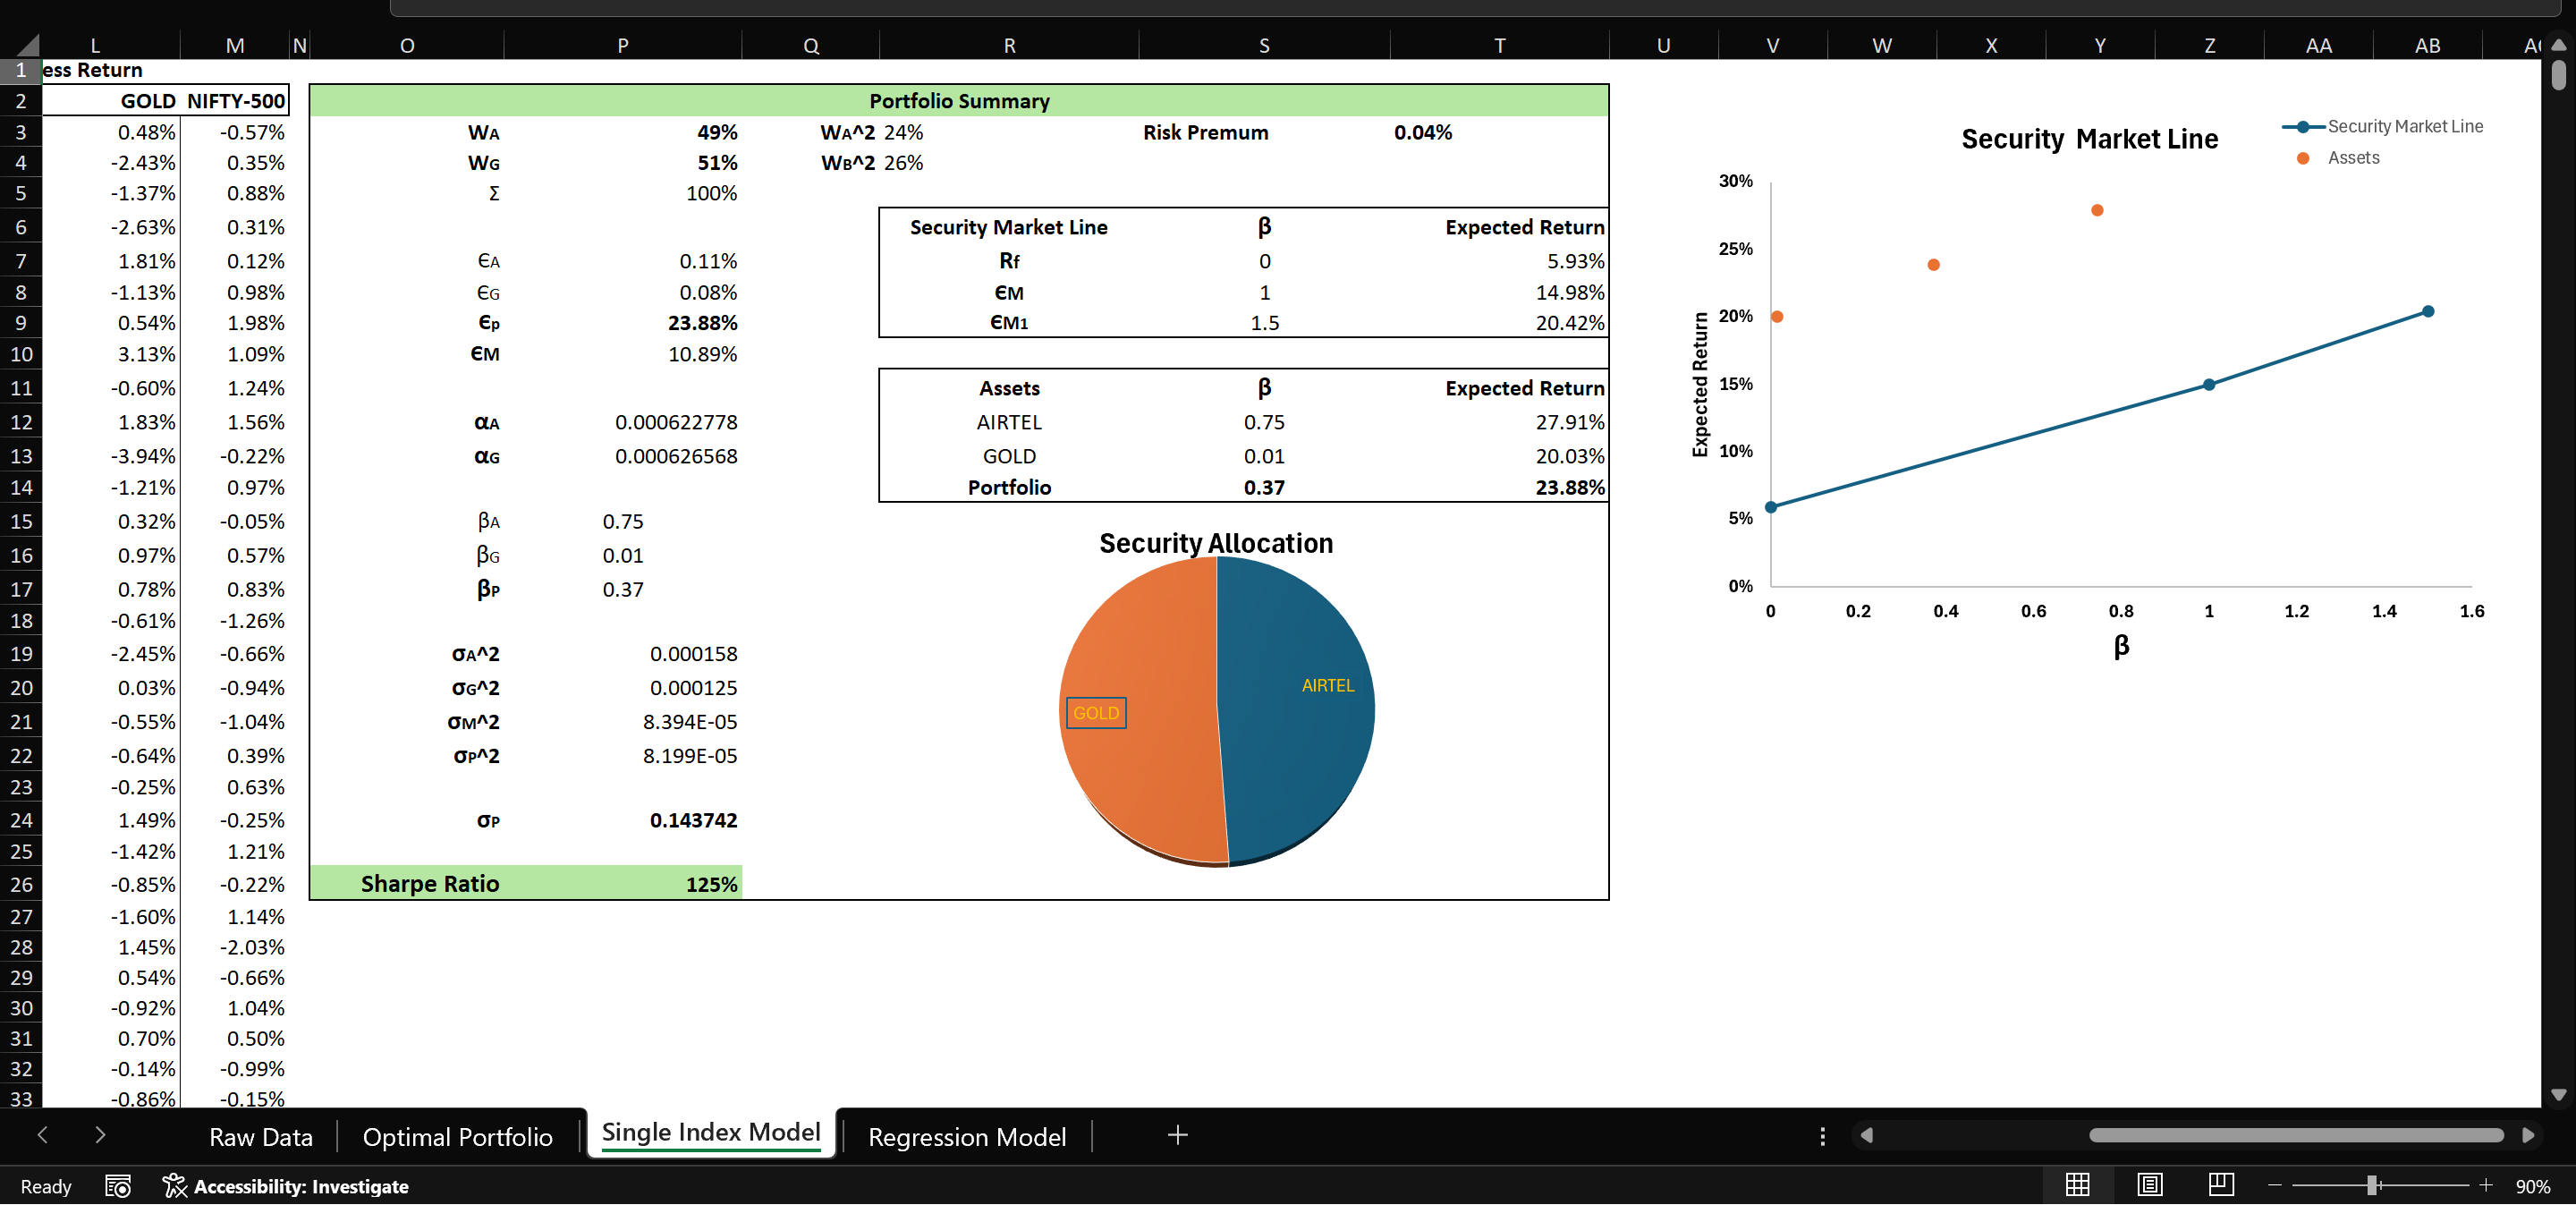 L M N O P Q R S T U V W X Y Z AA AB
1 ess Return
2 GOLD NIFTY-500 Portfolio Summary
3 0.48% -0.57% WA 49% WA^2 24% Risk Premum 0.04%
4 -2.43% 0.35% WG 51% WB^2 26%
5 -1.37% 0.88% Σ 100%
6 -2.63% 0.31% Security Market Line β Expected Return
7 1.81% 0.12% ЄA 0.11% Rf 0 5.93%
8 -1.13% 0.98% ЄG 0.08% ЄM 1 14.98%
9 0.54% 1.98% Єp 23.88% ЄM1 1.5 20.42%
10 3.13% 1.09% ЄM 10.89%
11 -0.60% 1.24% Assets β Expected Return
12 1.83% 1.56% αA 0.000622778 AIRTEL 0.75 27.91%
13 -3.94% -0.22% αG 0.000626568 GOLD 0.01 20.03%
14 -1.21% 0.97% Portfolio 0.37 23.88%
15 0.32% -0.05% βA 0.75
16 0.97% 0.57% βG 0.01
17 0.78% 0.83% βP 0.37
18 -0.61% -1.26%
19 -2.45% -0.66% σA^2 0.000158
20 0.03% -0.94% σG^2 0.000125
21 -0.55% -1.04% σM^2 8.394E-05
22 -0.64% 0.39% σP^2 8.199E-05
23 -0.25% 0.63%
24 1.49% -0.25% σP 0.143742
25 -1.42% 1.21%
26 -0.85% -0.22% Sharpe Ratio 125%
27 -1.60% 1.14%
28 1.45% -2.03%
29 0.54% -0.66%
30 -0.92% 1.04%
31 0.70% 0.50%
32 -0.14% -0.99%
33 -0.86% -0.15%
Security Allocation
AIRTEL
GOLD
Security Market Line
Security Market Line
Assets
Expected Return
30%
25%
20%
15%
10%
5%
0%
0 0.2 0.4 0.6 0.8 1 1.2 1.4 1.6
β
Raw Data Optimal Portfolio Single Index Model Regression Model +
Ready Accessibility: Investigate 90%